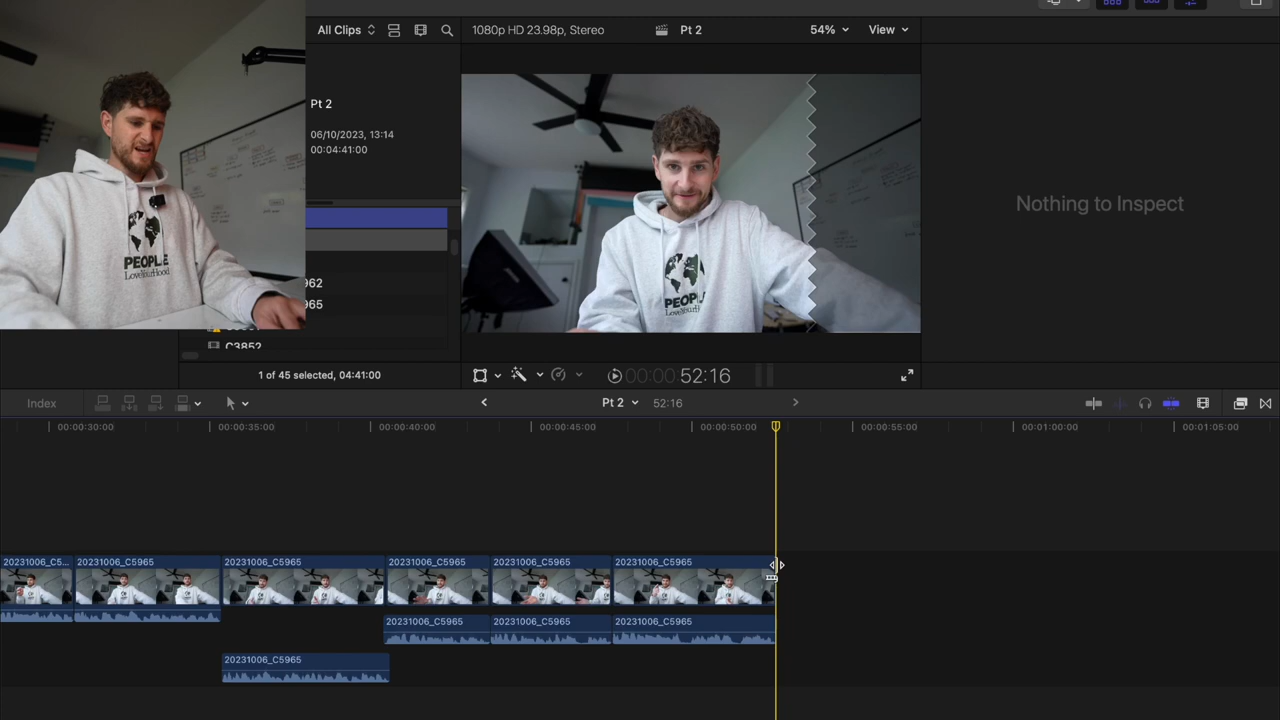 All Clips
1080p HD 23.98p, Stereo
Pt 2
54%
View
Pt 2
06/10/2023, 13:14
00:04:41:00
PEOPLE
LoveYourHood
PEOPLE
LoveYourHood
Nothing to Inspect
962
965
C3852
1 of 45 selected, 04:41:00
00:00:52:16
Index
Pt 2
52:16
00:00:30:00
00:00:35:00
00:00:40:00
00:00:45:00
00:00:50:00
00:00:55:00
00:01:00:00
00:01:05:00
20231006_C5...
20231006_C5965
20231006_C5965
20231006_C5965
20231006_C5965
20231006_C5965
20231006_C5965
20231006_C5965
20231006_C5965
20231006_C5965